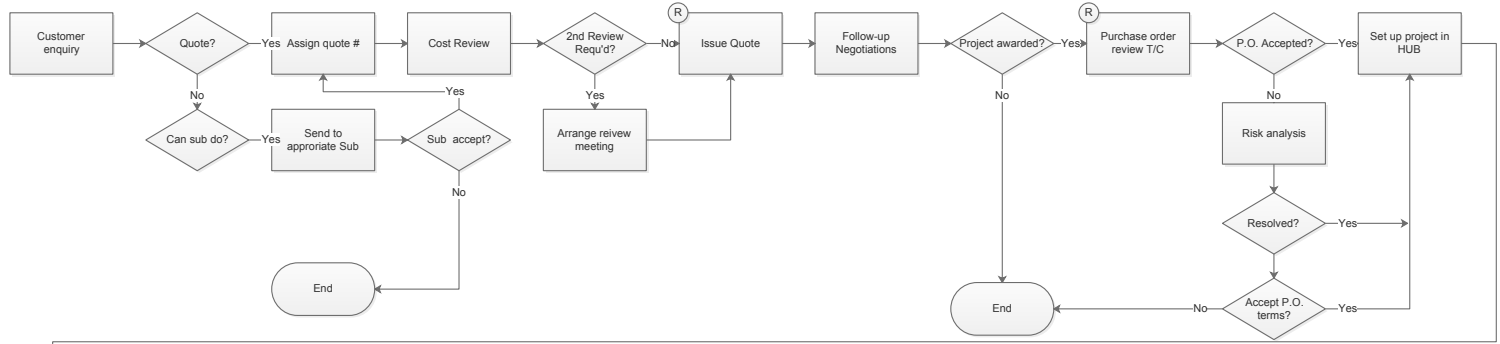 Customer
enquiry
Quote?
Yes
Assign quote #
Cost Review
2nd Review
Requ'd?
No
R
Issue Quote
Follow-up
Negotiations
Project awarded?
Yes
R
Purchase order
review T/C
P.O. Accepted?
Yes
Set up project in
HUB
No
Yes
Yes
No
No
Can sub do?
Yes
Send to
approriate Sub
Sub accept?
Arrange reivew
meeting
Risk analysis
No
Resolved?
Yes
End
End
No
Accept P.O.
terms?
Yes